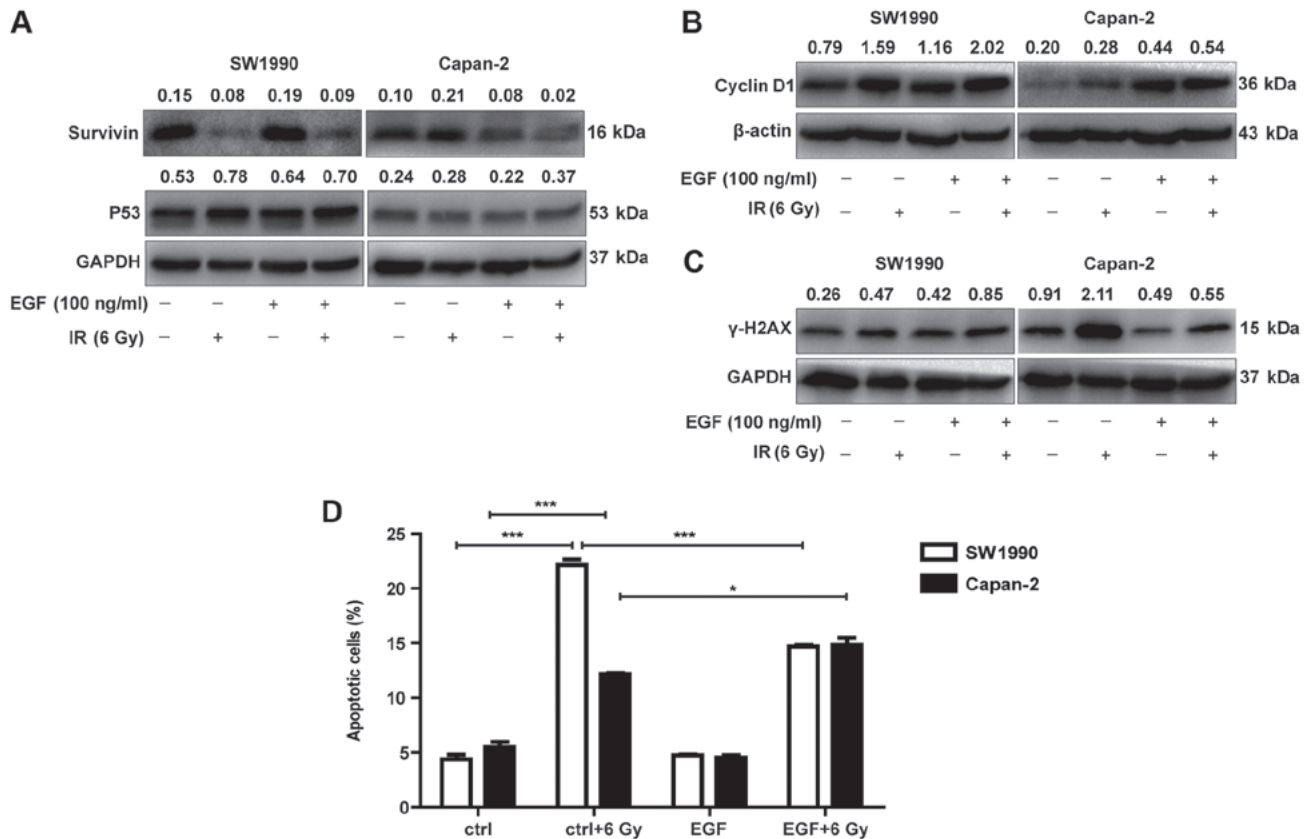 A
SW1990 Capan-2
0.15 0.08 0.19 0.09 0.10 0.21 0.08 0.02
Survivin 16 kDa
0.53 0.78 0.64 0.70 0.24 0.28 0.22 0.37
P53 53 kDa
GAPDH 37 kDa
EGF (100 ng/ml) – – + + – – + +
IR (6 Gy) – + – + – + – +
B
SW1990 Capan-2
0.79 1.59 1.16 2.02 0.20 0.28 0.44 0.54
Cyclin D1 36 kDa
β-actin 43 kDa
EGF (100 ng/ml) – – + + – – + +
IR (6 Gy) – + – + – + – +
C
SW1990 Capan-2
0.26 0.47 0.42 0.85 0.91 2.11 0.49 0.55
γ-H2AX 15 kDa
GAPDH 37 kDa
EGF (100 ng/ml) – – + + – – + +
IR (6 Gy) – + – + – + – +
D
***
*** ***
*
Apoptotic cells (%)
25
20
15
10
5
0
ctrl ctrl+6 Gy EGF EGF+6 Gy
SW1990
Capan-2